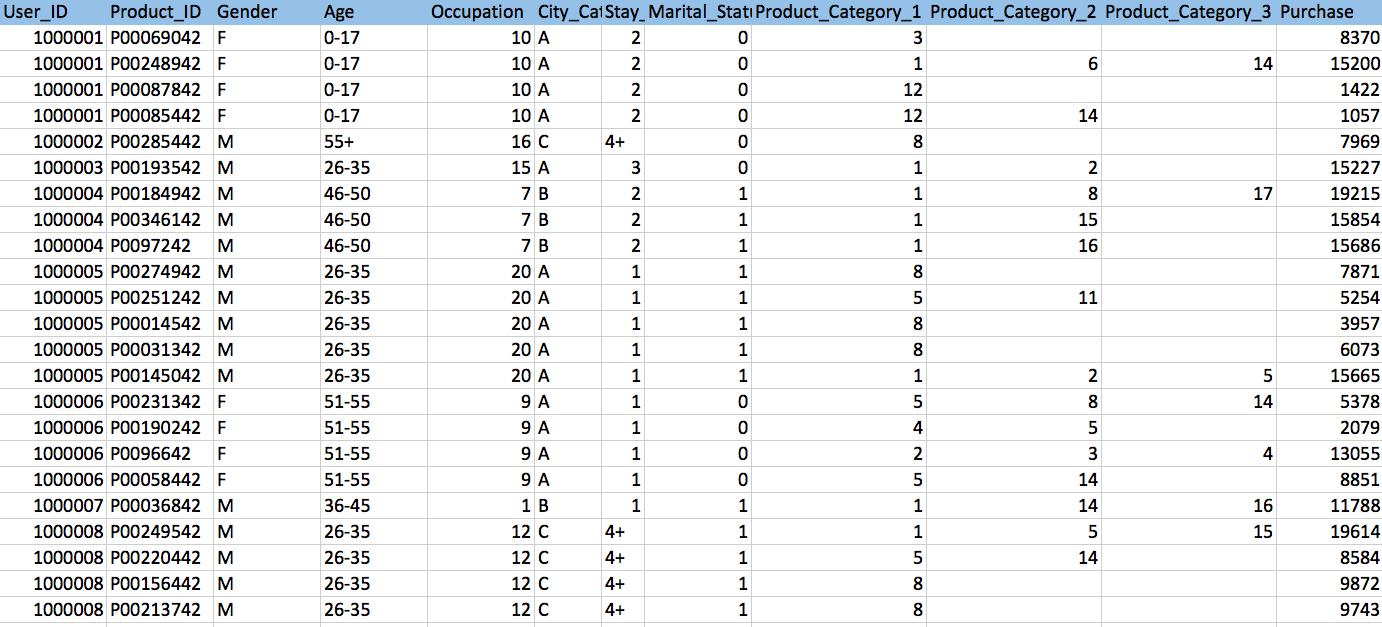 User_ID Product_ID Gender Age Occupation City_Cat Stay_ Marital_Statu Product_Category_1 Product_Category_2 Product_Category_3 Purchase
1000001 P00069042 F 0-17 10 A 2 0 3 8370
1000001 P00248942 F 0-17 10 A 2 0 1 6 14 15200
1000001 P00087842 F 0-17 10 A 2 0 12 1422
1000001 P00085442 F 0-17 10 A 2 0 12 14 1057
1000002 P00285442 M 55+ 16 C 4+ 0 8 7969
1000003 P00193542 M 26-35 15 A 3 0 1 2 15227
1000004 P00184942 M 46-50 7 B 2 1 1 8 17 19215
1000004 P00346142 M 46-50 7 B 2 1 1 15 15854
1000004 P0097242 M 46-50 7 B 2 1 1 16 15686
1000005 P00274942 M 26-35 20 A 1 1 8 7871
1000005 P00251242 M 26-35 20 A 1 1 5 11 5254
1000005 P00014542 M 26-35 20 A 1 1 8 3957
1000005 P00031342 M 26-35 20 A 1 1 8 6073
1000005 P00145042 M 26-35 20 A 1 1 1 2 5 15665
1000006 P00231342 F 51-55 9 A 1 0 5 8 14 5378
1000006 P00190242 F 51-55 9 A 1 0 4 5 2079
1000006 P0096642 F 51-55 9 A 1 0 2 3 4 13055
1000006 P00058442 F 51-55 9 A 1 0 5 14 8851
1000007 P00036842 M 36-45 1 B 1 1 1 14 16 11788
1000008 P00249542 M 26-35 12 C 4+ 1 1 5 15 19614
1000008 P00220442 M 26-35 12 C 4+ 1 5 14 8584
1000008 P00156442 M 26-35 12 C 4+ 1 8 9872
1000008 P00213742 M 26-35 12 C 4+ 1 8 9743